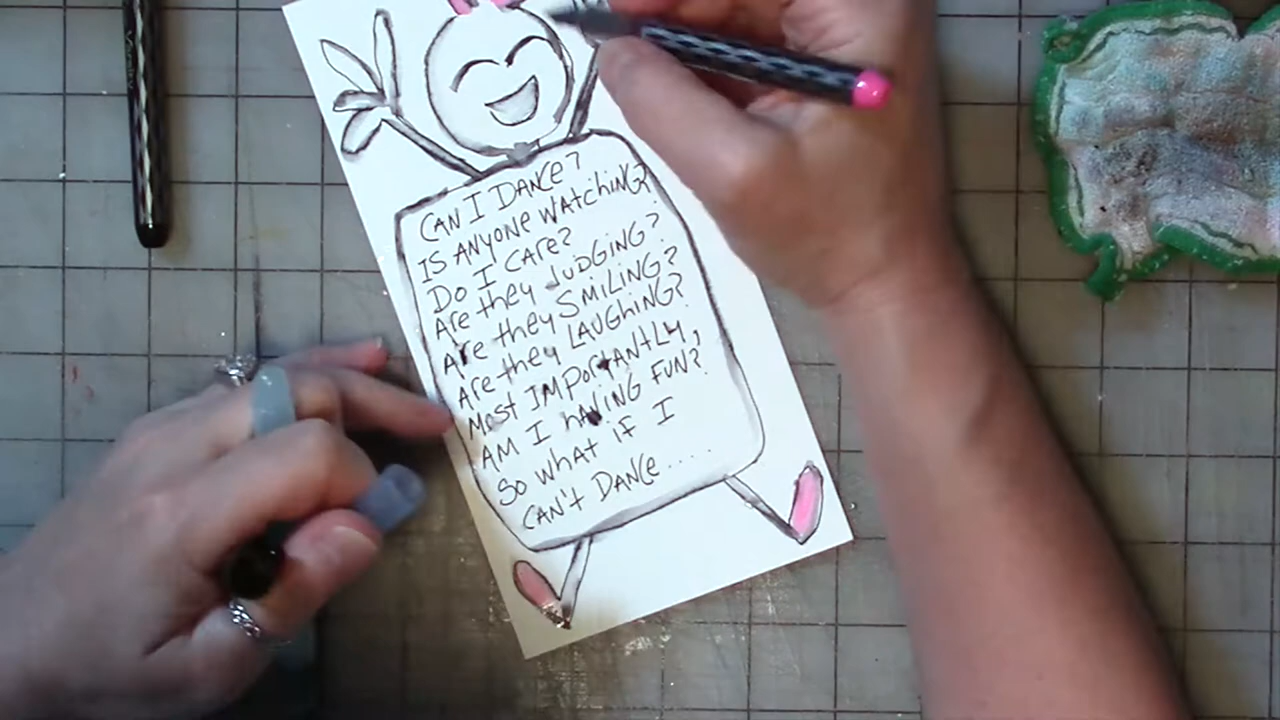 CAN I DANCE?
IS ANYONE WATCHING?
DO I CARE?
ARE they JUDGING?
ARE they SMiLiNG?
ARE they LAUGHiNG?
MOST IMPORTANTLY,
AM I HAVING FUN?
SO WHAT iF I
CAN't DANCE.....